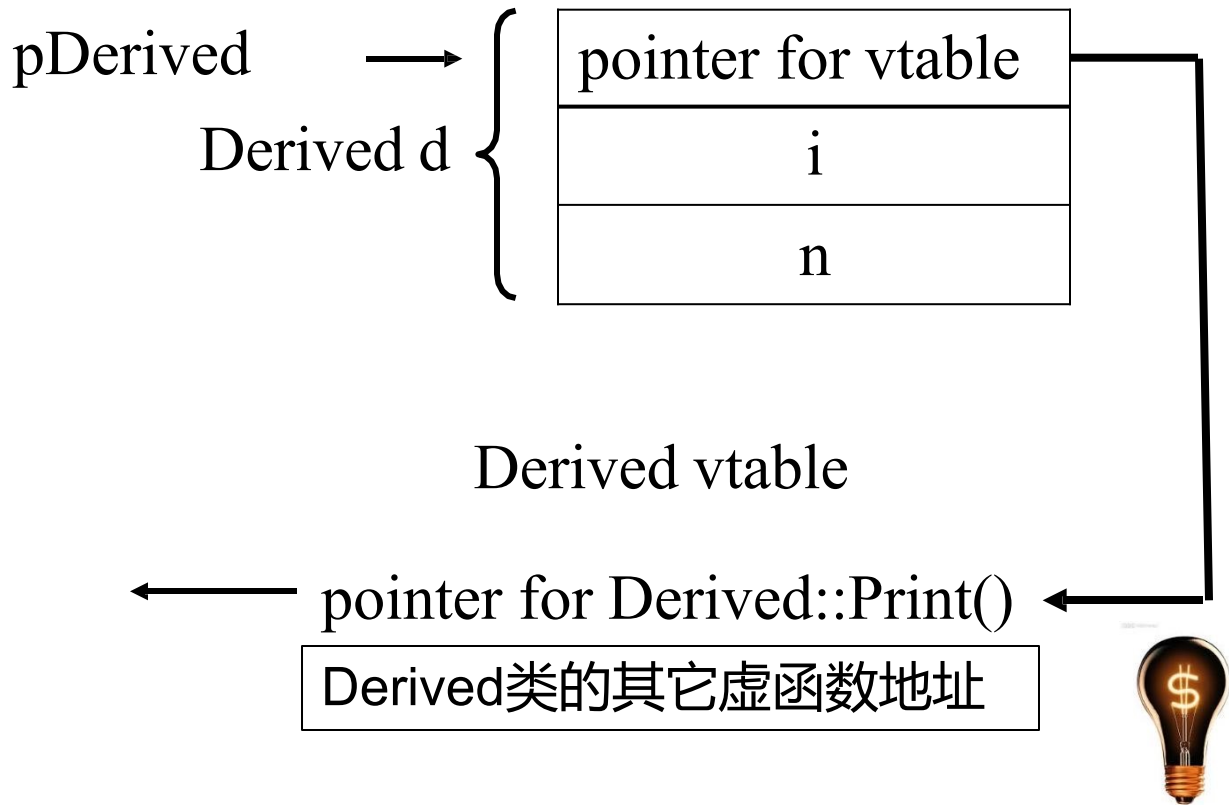 pDerived
pointer for vtable
Derived d
i
n
Derived vtable
pointer for Derived::Print()
Derived类的其它虚函数地址
$